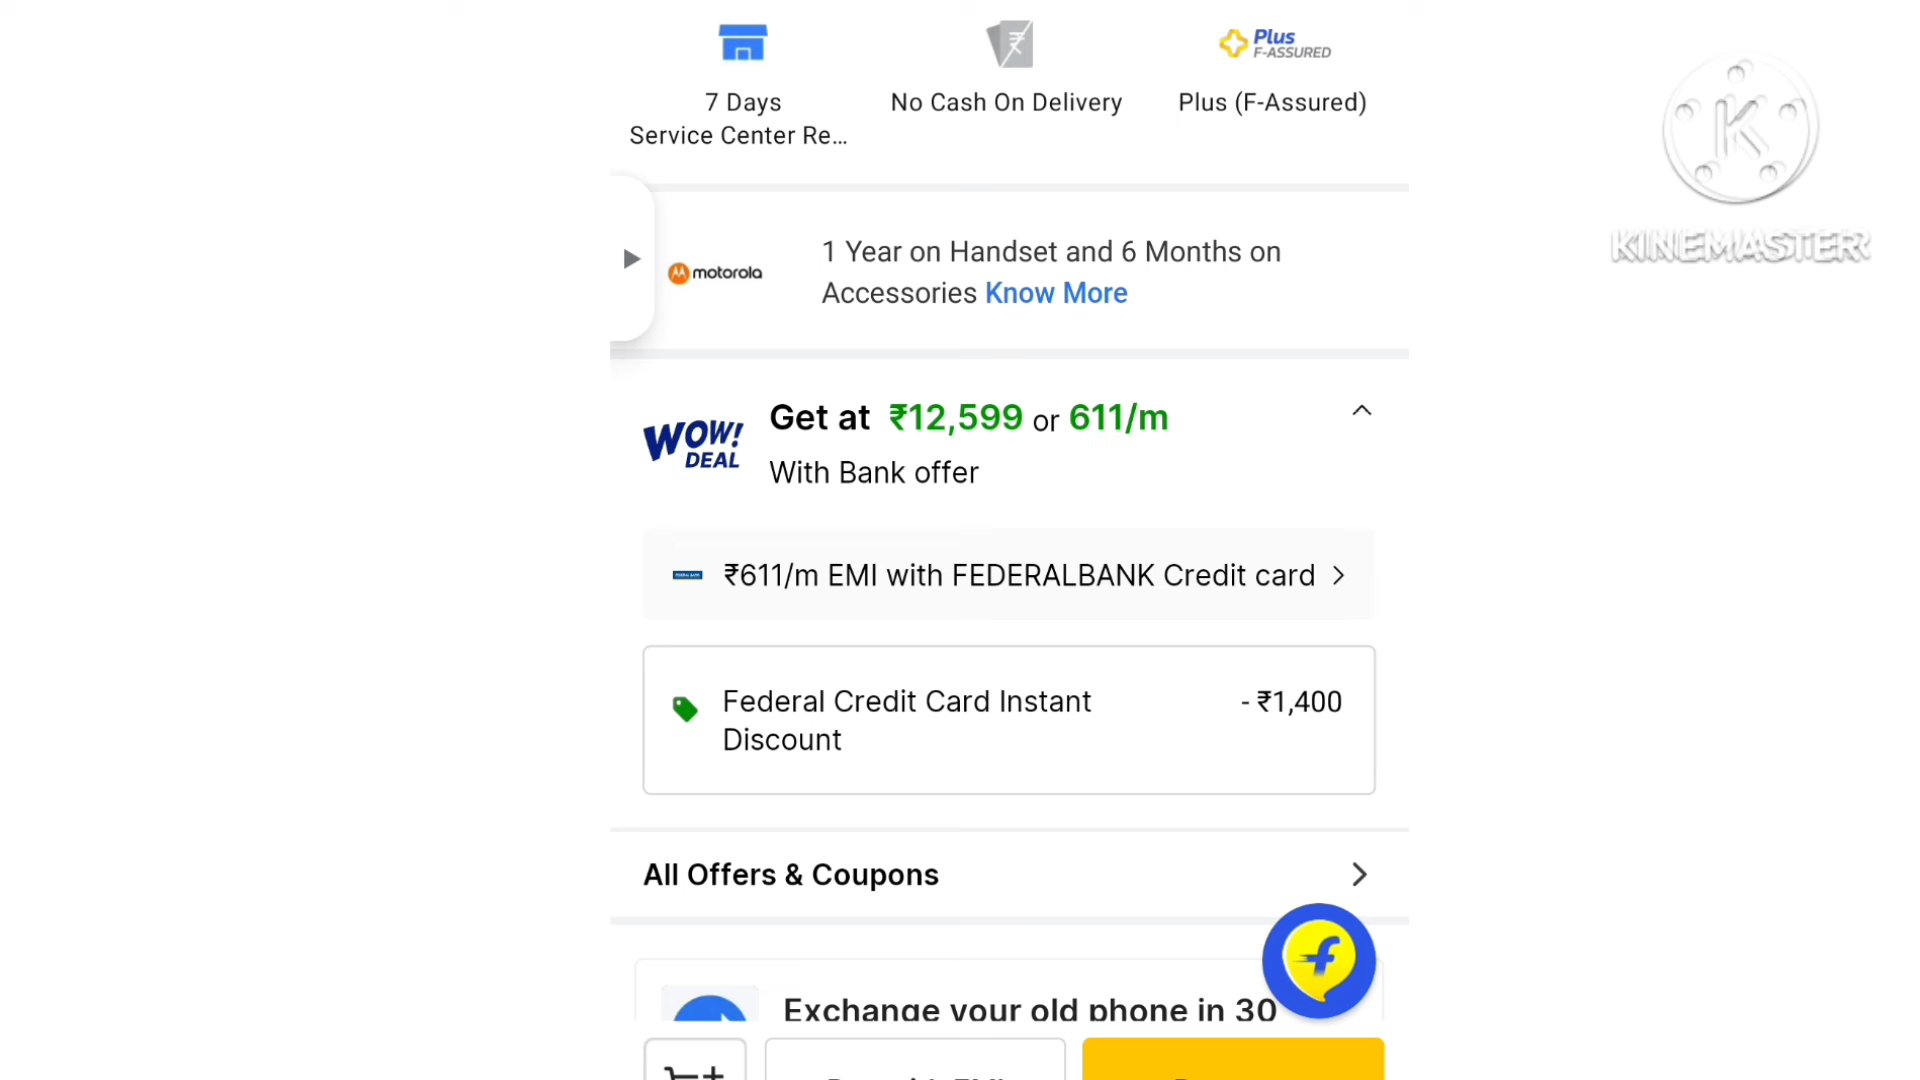 Plus
F-ASSURED
7 Days
Service Center Re...
No Cash On Delivery
Plus (F-Assured)
K
KINEMASTER
motorola
1 Year on Handset and 6 Months on
Accessories Know More
WOW!
DEAL
Get at ₹12,599 or 611/m
With Bank offer
₹611/m EMI with FEDERALBANK Credit card
Federal Credit Card Instant
Discount
- ₹1,400
All Offers & Coupons
Exchange your old phone in 30